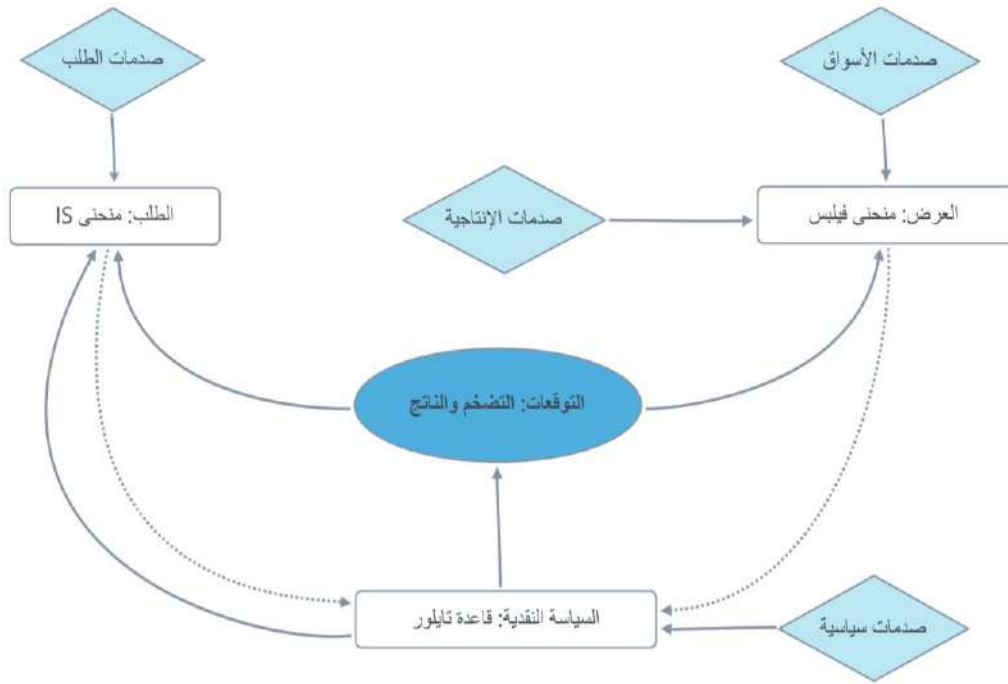 صدمات الأسواق
صدمات الطلب
العرض: منحنى فيلبس
صدمات الإنتاجية
الطلب: منحنى IS
التوقعات: التضخم والناتج
السياسة النقدية: قاعدة تايلور
صدمات سياسية